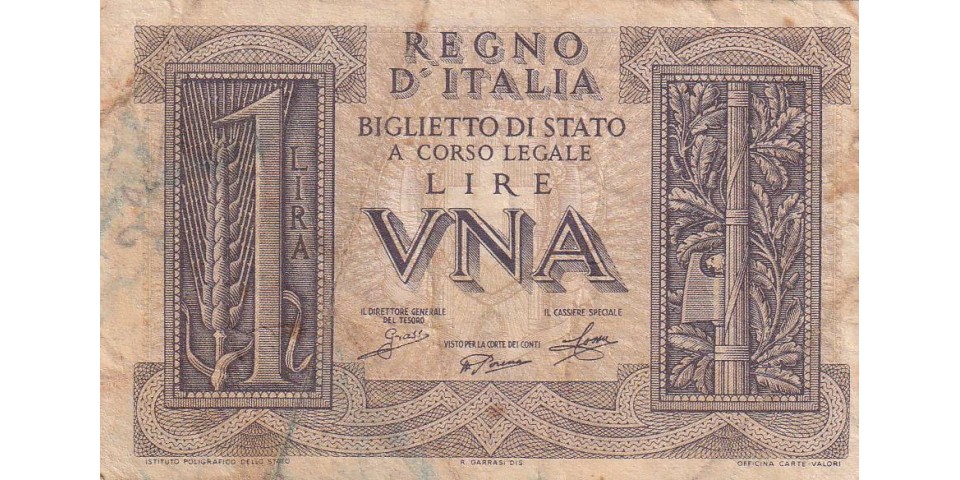 REGNO
D'ITALIA
BIGLIETTO DI STATO
A CORSO LEGALE
LIRE
VNA
1
LIRA
IL DIRETTORE GENERALE
DEL TESORO
IL CASSIERE SPECIALE
VISTO PER LA CORTE DEI CONTI
ISTITUTO POLIGRAFICO DELLO STATO
R. GARRASI DIS.
OFFICINA CARTE-VALORI